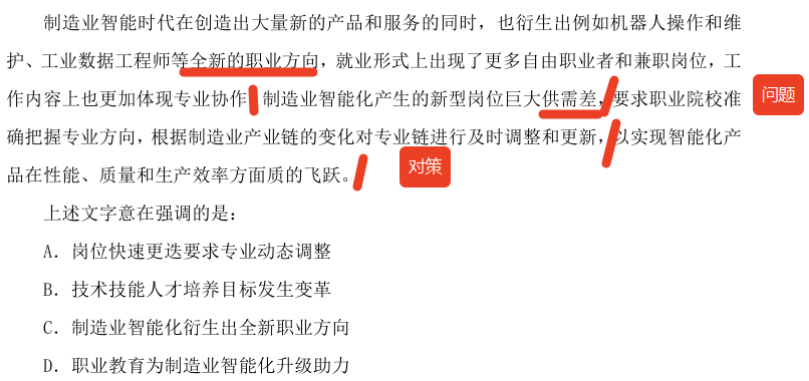 制造业智能时代在创造出大量新的产品和服务的同时，也衍生出例如机器人操作和维
护、工业数据工程师等全新的职业方向，就业形式上出现了更多自由职业者和兼职岗位，工
作内容上也更加体现专业协作 制造业智能化产生的新型岗位巨大供需差，要求职业院校准
问题
确把握专业方向，根据制造业产业链的变化对专业链进行及时调整和更新，以实现智能化产
品在性能、质量和生产效率方面质的飞跃。
对策
上述文字意在强调的是：
A．岗位快速更迭要求专业动态调整
B．技术技能人才培养目标发生变革
C．制造业智能化衍生出全新职业方向
D．职业教育为制造业智能化升级助力